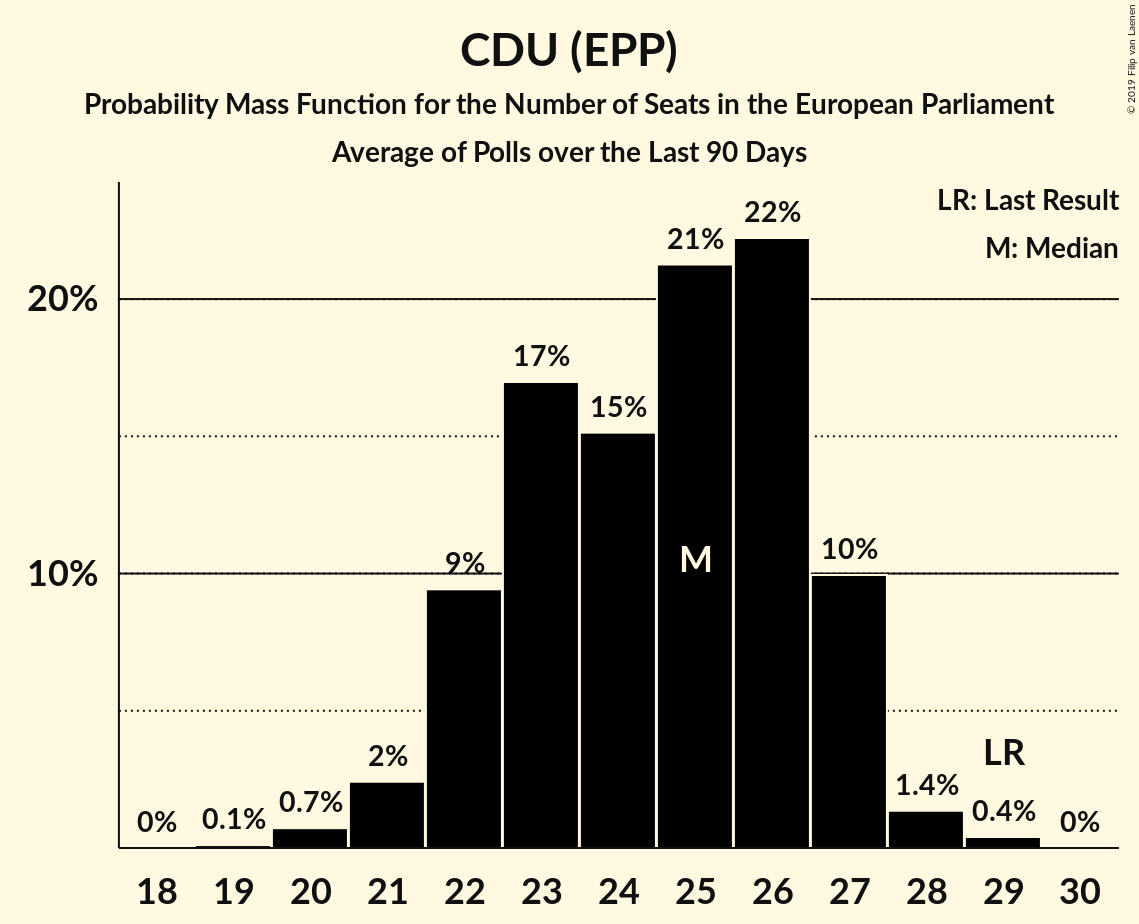 CDU (EPP)
Probability Mass Function for the Number of Seats in the European Parliament
Average of Polls over the Last 90 Days
© 2019 Filip van Laenen
LR: Last Result
M: Median
20%
10%
0%
0.1%
0.7%
2%
9%
17%
15%
21%
22%
10%
1.4%
0.4%
0%
M
LR
18 19 20 21 22 23 24 25 26 27 28 29 30